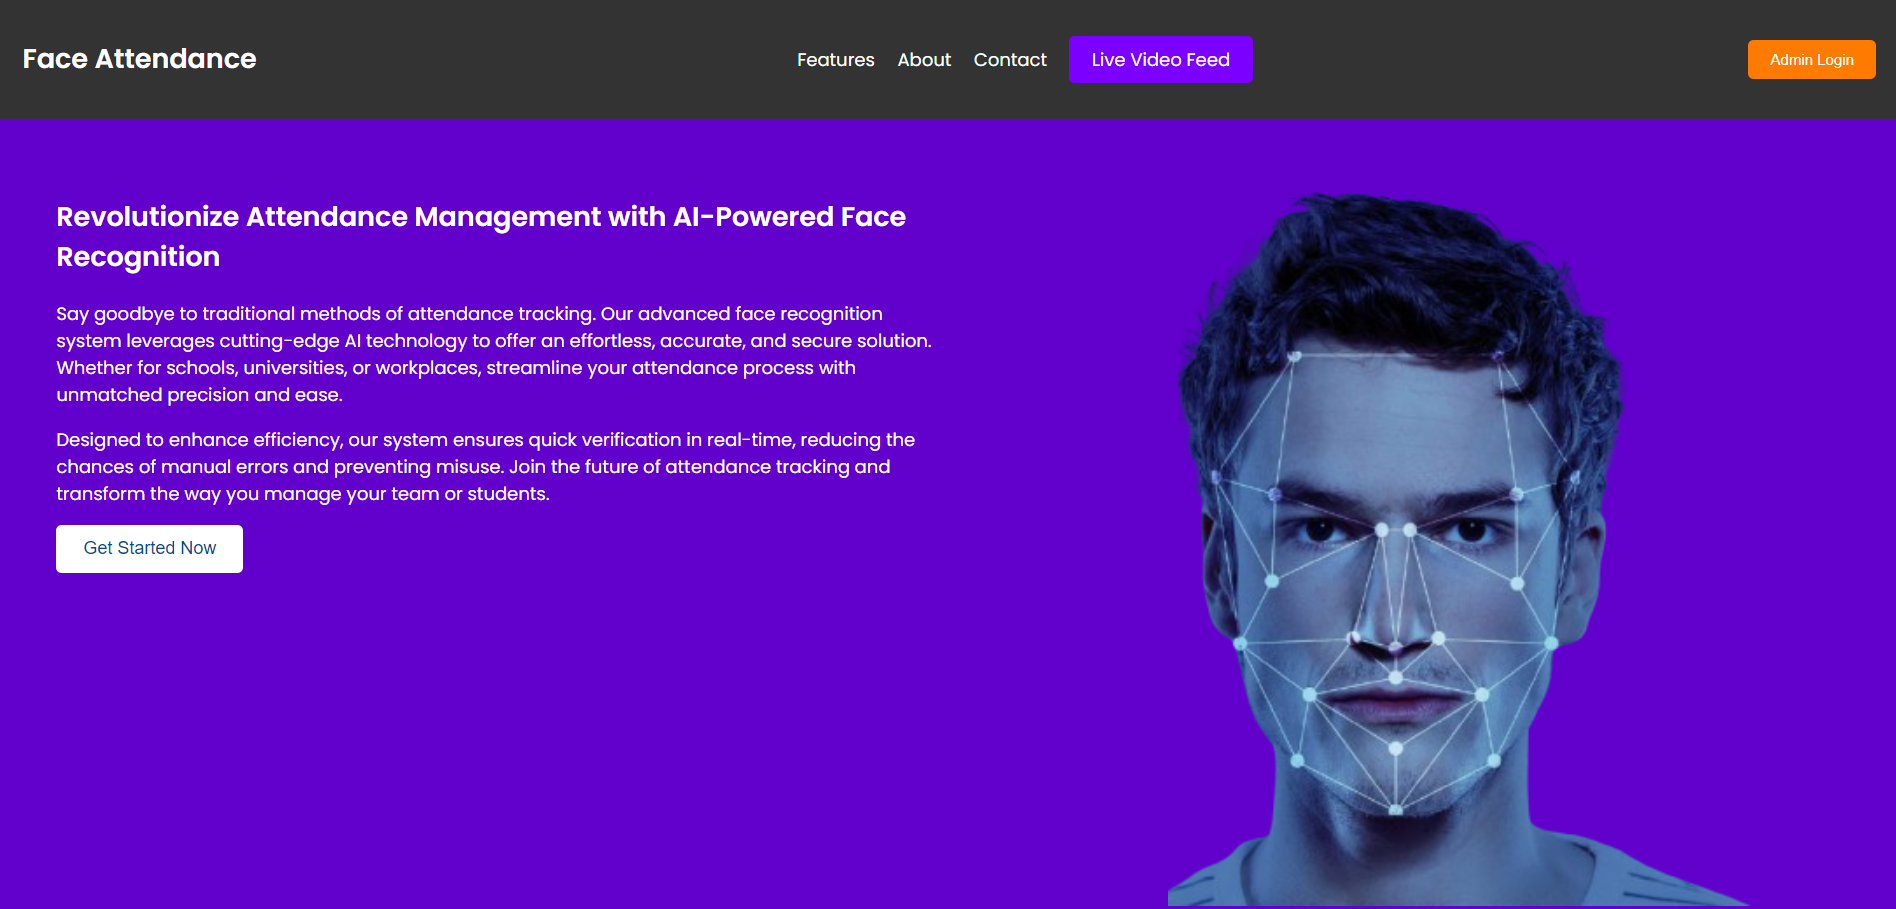 Face Attendance
Features
About
Contact
Live Video Feed
Admin Login
Revolutionize Attendance Management with AI-Powered Face
Recognition
Say goodbye to traditional methods of attendance tracking. Our advanced face recognition
system leverages cutting-edge AI technology to offer an effortless, accurate, and secure solution.
Whether for schools, universities, or workplaces, streamline your attendance process with
unmatched precision and ease.
Designed to enhance efficiency, our system ensures quick verification in real-time, reducing the
chances of manual errors and preventing misuse. Join the future of attendance tracking and
transform the way you manage your team or students.
Get Started Now